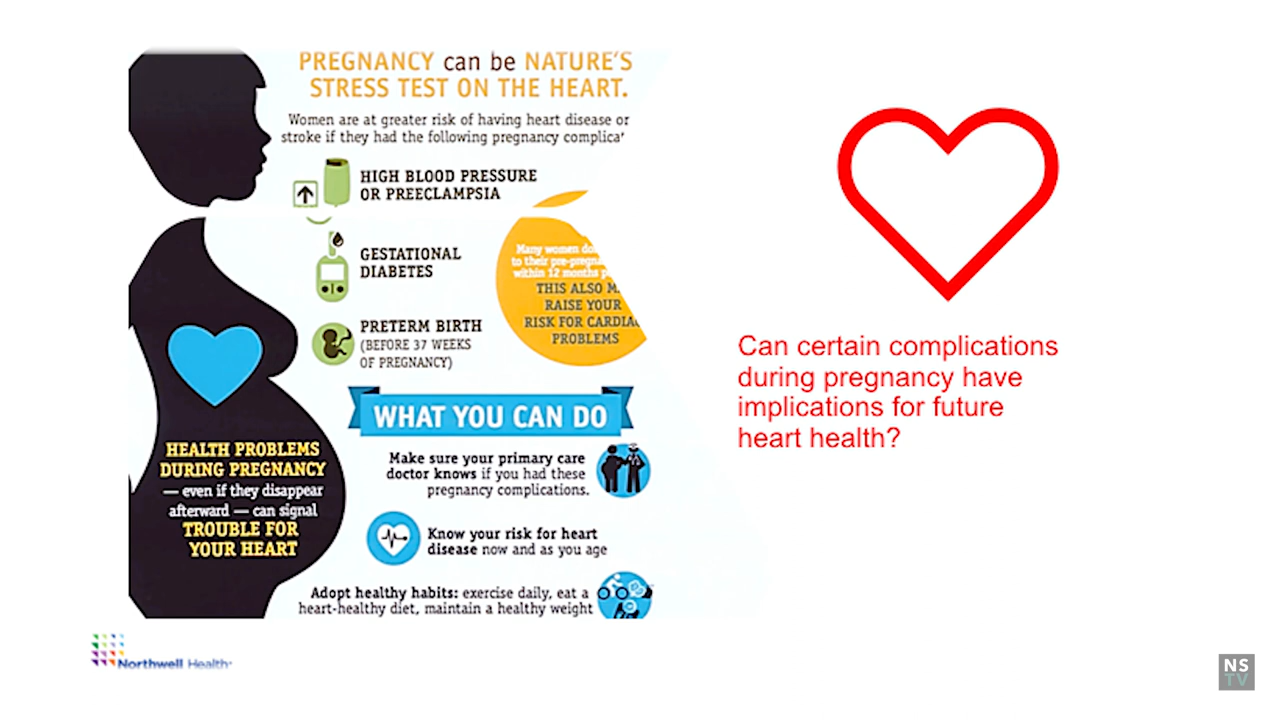 PREGNANCY can be NATURE'S
STRESS TEST ON THE HEART.
Women are at greater risk of having heart disease or
stroke if they had the following pregnancy
HIGH BLOOD PRESSURE
OR PREECLAMPSIA
GESTATIONAL
DIABETES
PRETERM BIRTH
(BEFORE 37 WEEKS
OF PREGNANCY)
Many women
to their
within 12 months
THIS ALSO
RAISE YOUR
RISK FOR
PROBLEMS
WHAT YOU CAN DO
Make sure your primary care
doctor knows if you had these
pregnancy complications.
Know your risk for heart
disease now and as you age
Adopt healthy habits: exercise daily, eat a
heart-healthy diet, maintain a healthy weight
HEALTH PROBLEMS
DURING PREGNANCY
— even if they disappear
afterward — can signal
TROUBLE FOR
YOUR HEART
Can certain complications
during pregnancy have
implications for future
heart health?
Northwell Health
NS
TV